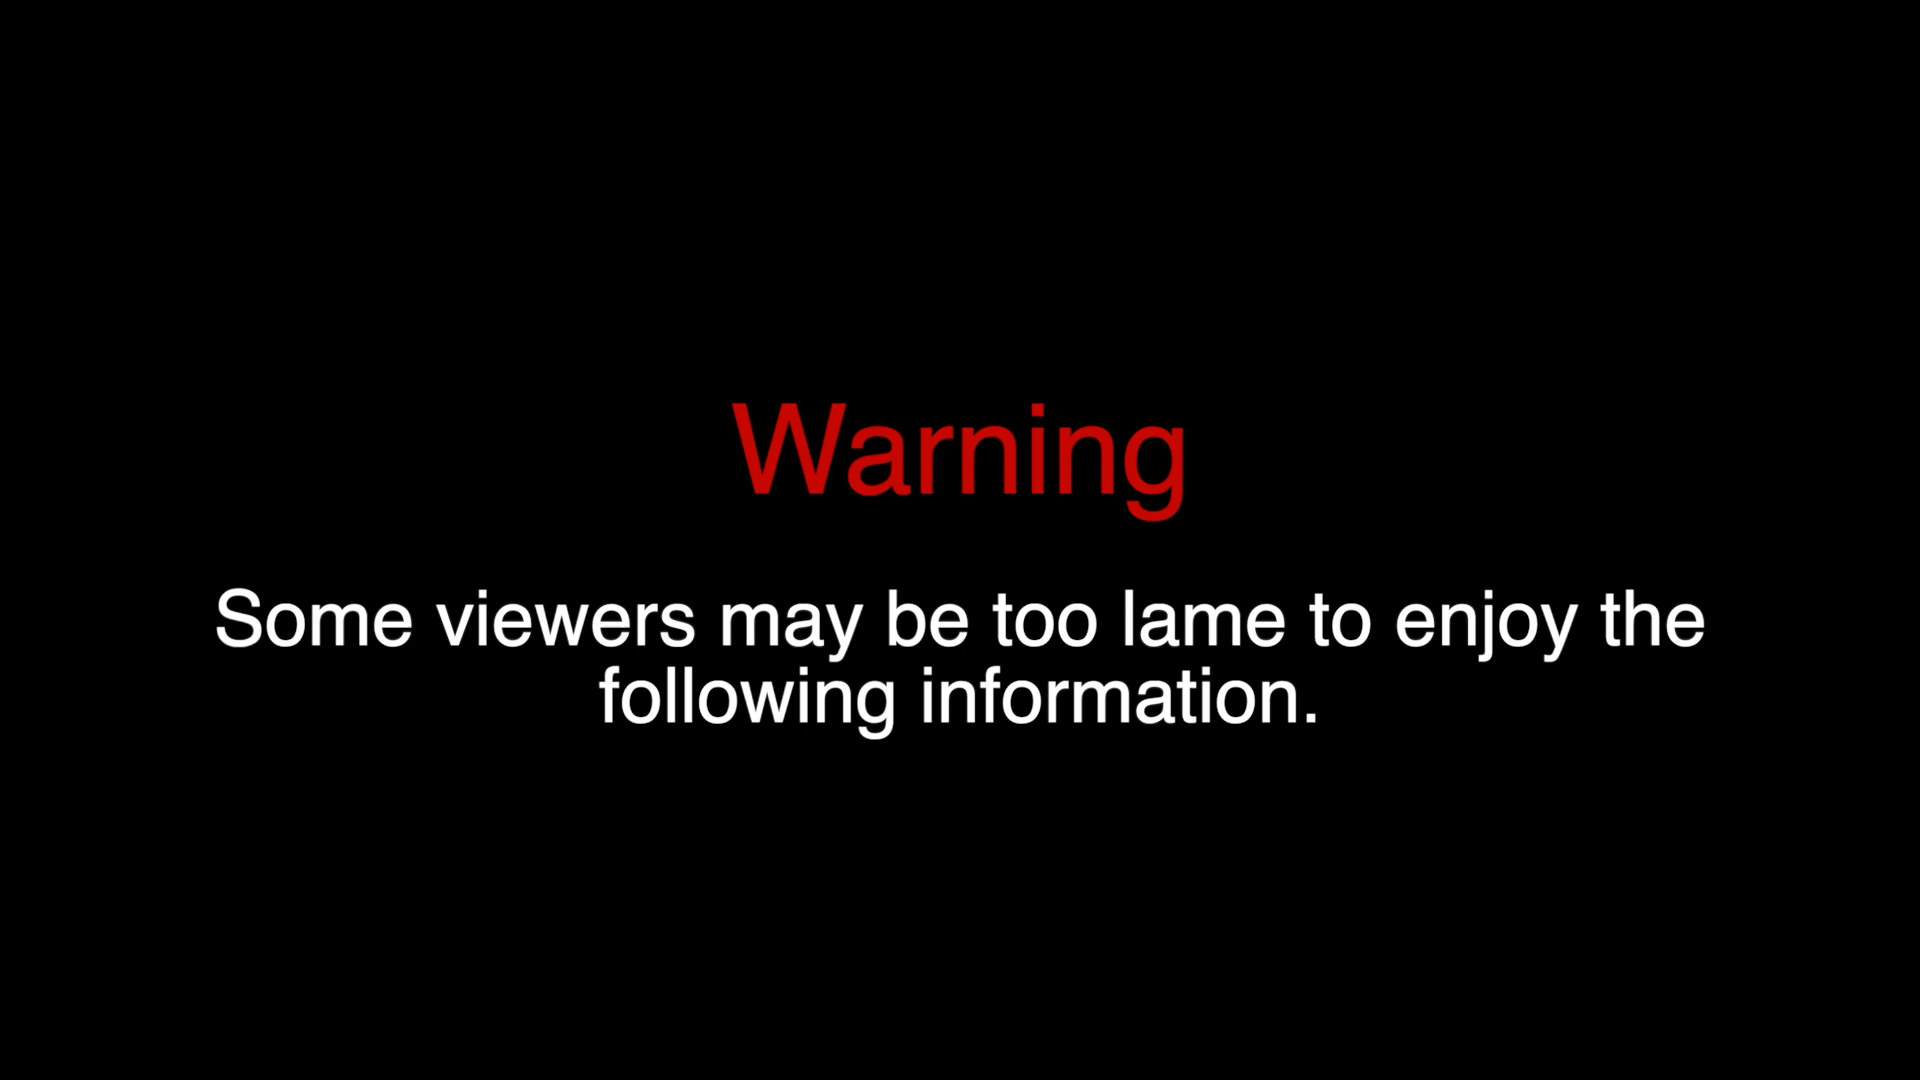 Warning
Some viewers may be too lame to enjoy the
following information.